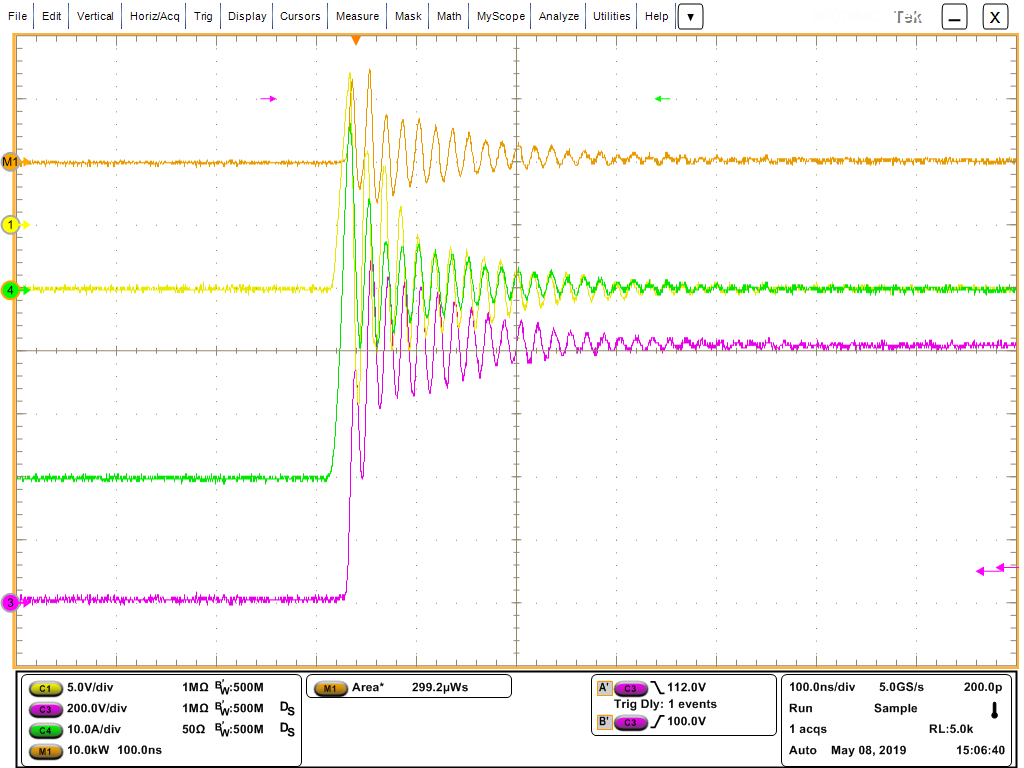 File Edit Vertical Horiz/Acq Trig Display Cursors Measure Mask Math MyScope Analyze Utilities Help Tek X
M1
1
4
3
C1 5.0V/div 1MΩ BW:500M
C3 200.0V/div 1MΩ BW:500M DS
C4 10.0A/div 50Ω BW:500M DS
M1 10.0kW 100.0ns
M1 Area* 299.2µWs
A' C3 112.0V
Trig Dly: 1 events
B' C3 100.0V
100.0ns/div 5.0GS/s 200.0p
Run Sample
1 acqs RL:5.0k
Auto May 08, 2019 15:06:40